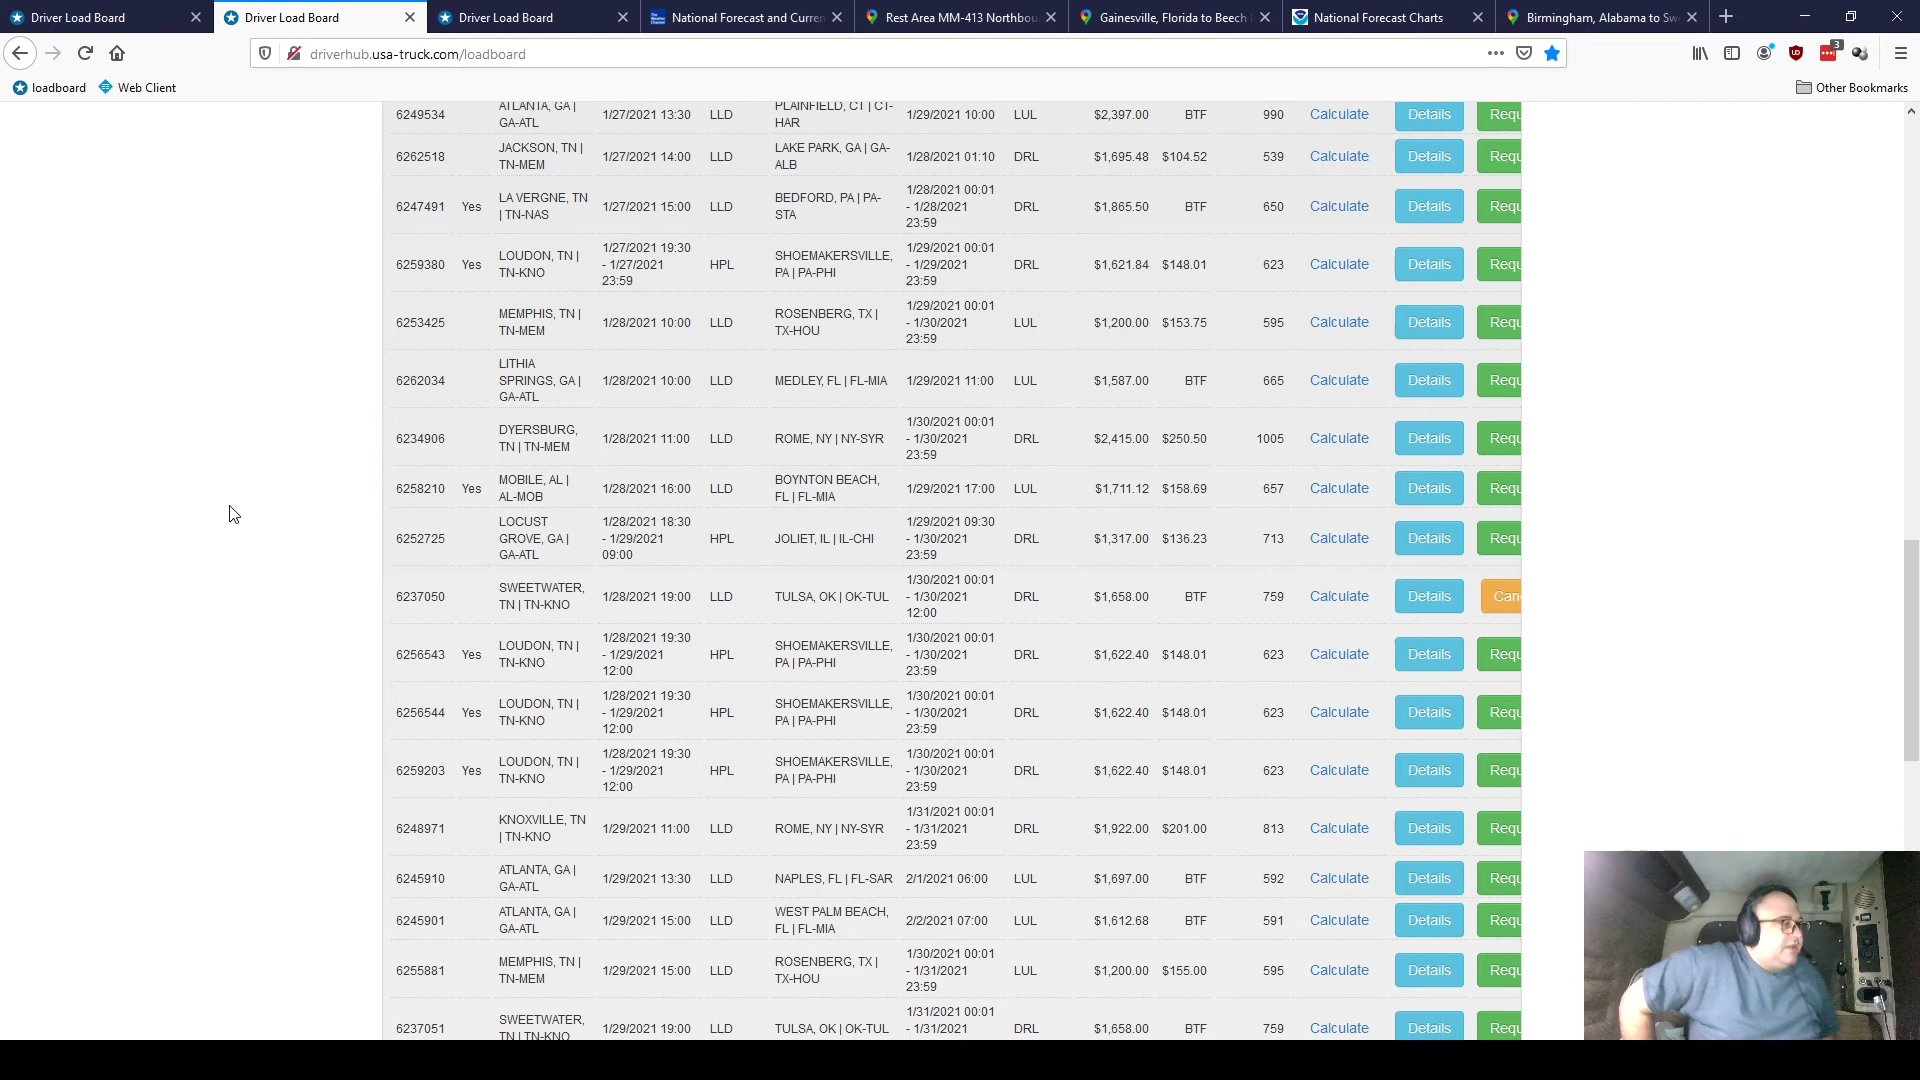 Driver Load Board
Driver Load Board
Driver Load Board
National Forecast and Curren
Rest Area MM-413 Northbou
Gainesville, Florida to Beech
National Forecast Charts
Birmingham, Alabama to Sw
driverhub.usa-truck.com/loadboard
3
loadboard
Web Client
Other Bookmarks
6249534 ATLANTA, GA | GA-ATL 1/27/2021 13:30 LLD PLAINFIELD, CT | CT-HAR 1/29/2021 10:00 LUL $2,397.00 BTF 990 Calculate Details Requ
6262518 JACKSON, TN | TN-MEM 1/27/2021 14:00 LLD LAKE PARK, GA | GA-ALB 1/28/2021 01:10 DRL $1,695.48 $104.52 539 Calculate Details Requ
6247491 Yes LA VERGNE, TN | TN-NAS 1/27/2021 15:00 LLD BEDFORD, PA | PA-STA 1/28/2021 00:01 - 1/28/2021 23:59 DRL $1,865.50 BTF 650 Calculate Details Requ
6259380 Yes LOUDON, TN | TN-KNO 1/27/2021 19:30 - 1/27/2021 23:59 HPL SHOEMAKERSVILLE, PA | PA-PHI 1/29/2021 00:01 - 1/29/2021 23:59 DRL $1,621.84 $148.01 623 Calculate Details Requ
6253425 MEMPHIS, TN | TN-MEM 1/28/2021 10:00 LLD ROSENBERG, TX | TX-HOU 1/29/2021 00:01 - 1/30/2021 23:59 LUL $1,200.00 $153.75 595 Calculate Details Requ
6262034 LITHIA SPRINGS, GA | GA-ATL 1/28/2021 10:00 LLD MEDLEY, FL | FL-MIA 1/29/2021 11:00 LUL $1,587.00 BTF 665 Calculate Details Requ
6234906 DYERSBURG, TN | TN-MEM 1/28/2021 11:00 LLD ROME, NY | NY-SYR 1/30/2021 00:01 - 1/30/2021 23:59 DRL $2,415.00 $250.50 1005 Calculate Details Requ
6258210 Yes MOBILE, AL | AL-MOB 1/28/2021 16:00 LLD BOYNTON BEACH, FL | FL-MIA 1/29/2021 17:00 LUL $1,711.12 $158.69 657 Calculate Details Requ
6252725 LOCUST GROVE, GA | GA-ATL 1/28/2021 18:30 - 1/29/2021 09:00 HPL JOLIET, IL | IL-CHI 1/29/2021 09:30 - 1/30/2021 23:59 DRL $1,317.00 $136.23 713 Calculate Details Requ
6237050 SWEETWATER, TN | TN-KNO 1/28/2021 19:00 LLD TULSA, OK | OK-TUL 1/30/2021 00:01 - 1/30/2021 12:00 DRL $1,658.00 BTF 759 Calculate Details Can
6256543 Yes LOUDON, TN | TN-KNO 1/28/2021 19:30 - 1/29/2021 12:00 HPL SHOEMAKERSVILLE, PA | PA-PHI 1/30/2021 00:01 - 1/30/2021 23:59 DRL $1,622.40 $148.01 623 Calculate Details Requ
6256544 Yes LOUDON, TN | TN-KNO 1/28/2021 19:30 - 1/29/2021 12:00 HPL SHOEMAKERSVILLE, PA | PA-PHI 1/30/2021 00:01 - 1/30/2021 23:59 DRL $1,622.40 $148.01 623 Calculate Details Requ
6259203 Yes LOUDON, TN | TN-KNO 1/28/2021 19:30 - 1/29/2021 12:00 HPL SHOEMAKERSVILLE, PA | PA-PHI 1/30/2021 00:01 - 1/30/2021 23:59 DRL $1,622.40 $148.01 623 Calculate Details Requ
6248971 KNOXVILLE, TN | TN-KNO 1/29/2021 11:00 LLD ROME, NY | NY-SYR 1/31/2021 00:01 - 1/31/2021 23:59 DRL $1,922.00 $201.00 813 Calculate Details Requ
6245910 ATLANTA, GA | GA-ATL 1/29/2021 13:30 LLD NAPLES, FL | FL-SAR 2/1/2021 06:00 LUL $1,697.00 BTF 592 Calculate Details Requ
6245901 ATLANTA, GA | GA-ATL 1/29/2021 15:00 LLD WEST PALM BEACH, FL | FL-MIA 2/2/2021 07:00 LUL $1,612.68 BTF 591 Calculate Details Requ
6255881 MEMPHIS, TN | TN-MEM 1/29/2021 15:00 LLD ROSENBERG, TX | TX-HOU 1/30/2021 00:01 - 1/31/2021 23:59 LUL $1,200.00 $155.00 595 Calculate Details Requ
6237051 SWEETWATER, TN | TN-KNO 1/29/2021 19:00 LLD TULSA, OK | OK-TUL 1/31/2021 00:01 - 1/31/2021 DRL $1,658.00 BTF 759 Calculate Details Requ